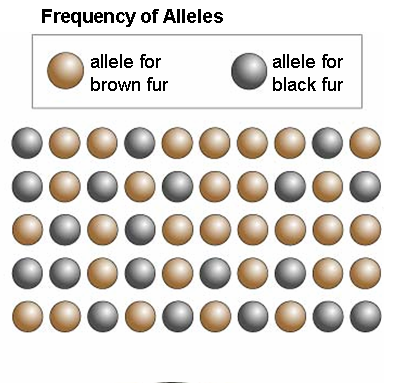 Frequency of Alleles
allele for
brown fur
allele for
black fur